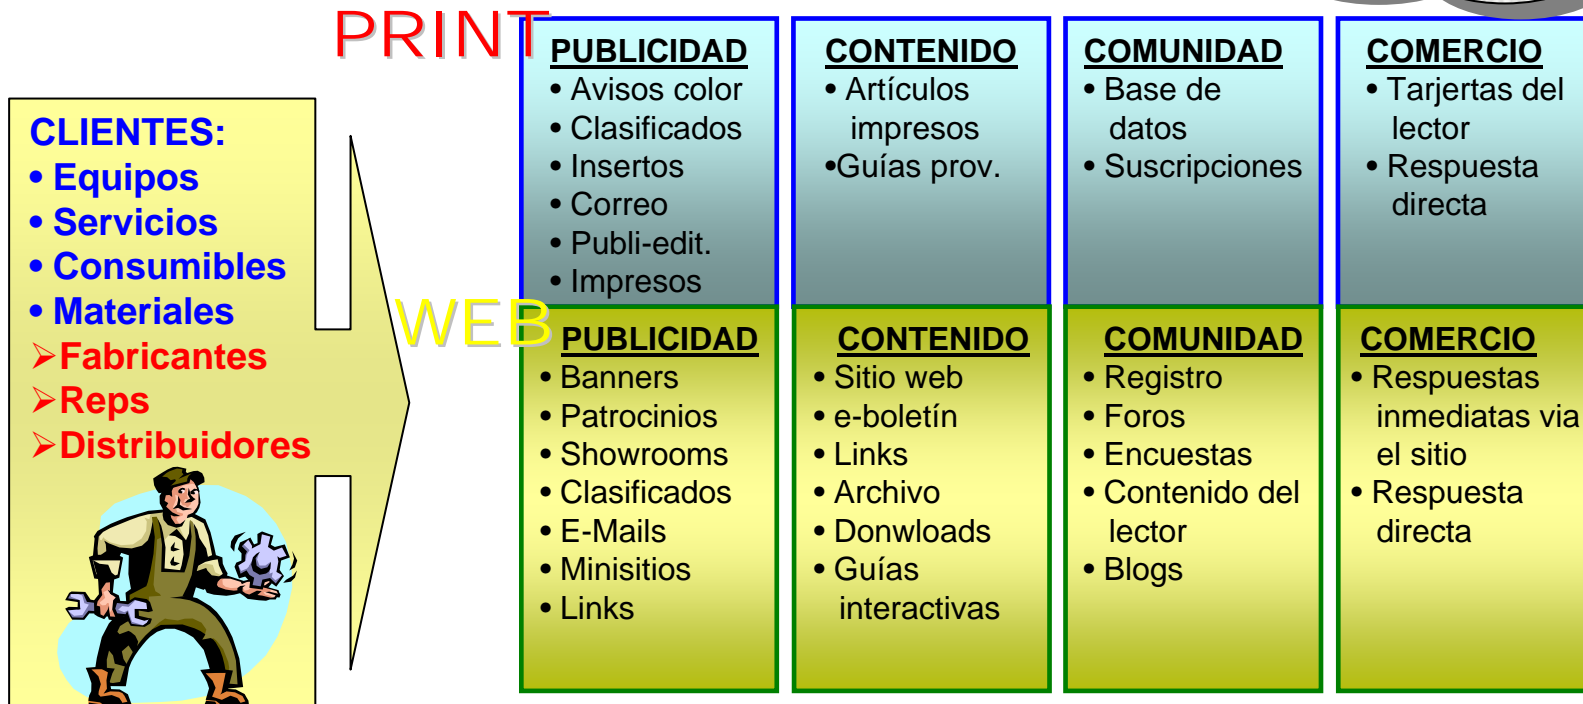 PRINT
CLIENTES:
• Equipos
• Servicios
• Consumibles
• Materiales
➢Fabricantes
➢Reps
➢Distribuidores
PUBLICIDAD
• Avisos color
• Clasificados
• Insertos
• Correo
• Publi-edit.
• Impresos
CONTENIDO
• Artículos
impresos
•Guías prov.
COMUNIDAD
• Base de
datos
• Suscripciones
COMERCIO
• Tarjertas del
lector
• Respuesta
directa
WEB
PUBLICIDAD
• Banners
• Patrocinios
• Showrooms
• Clasificados
• E-Mails
• Minisitios
• Links
CONTENIDO
• Sitio web
• e-boletín
• Links
• Archivo
• Donwloads
• Guías
interactivas
COMUNIDAD
• Registro
• Foros
• Encuestas
• Contenido del
lector
• Blogs
COMERCIO
• Respuestas
inmediatas via
el sitio
• Respuesta
directa